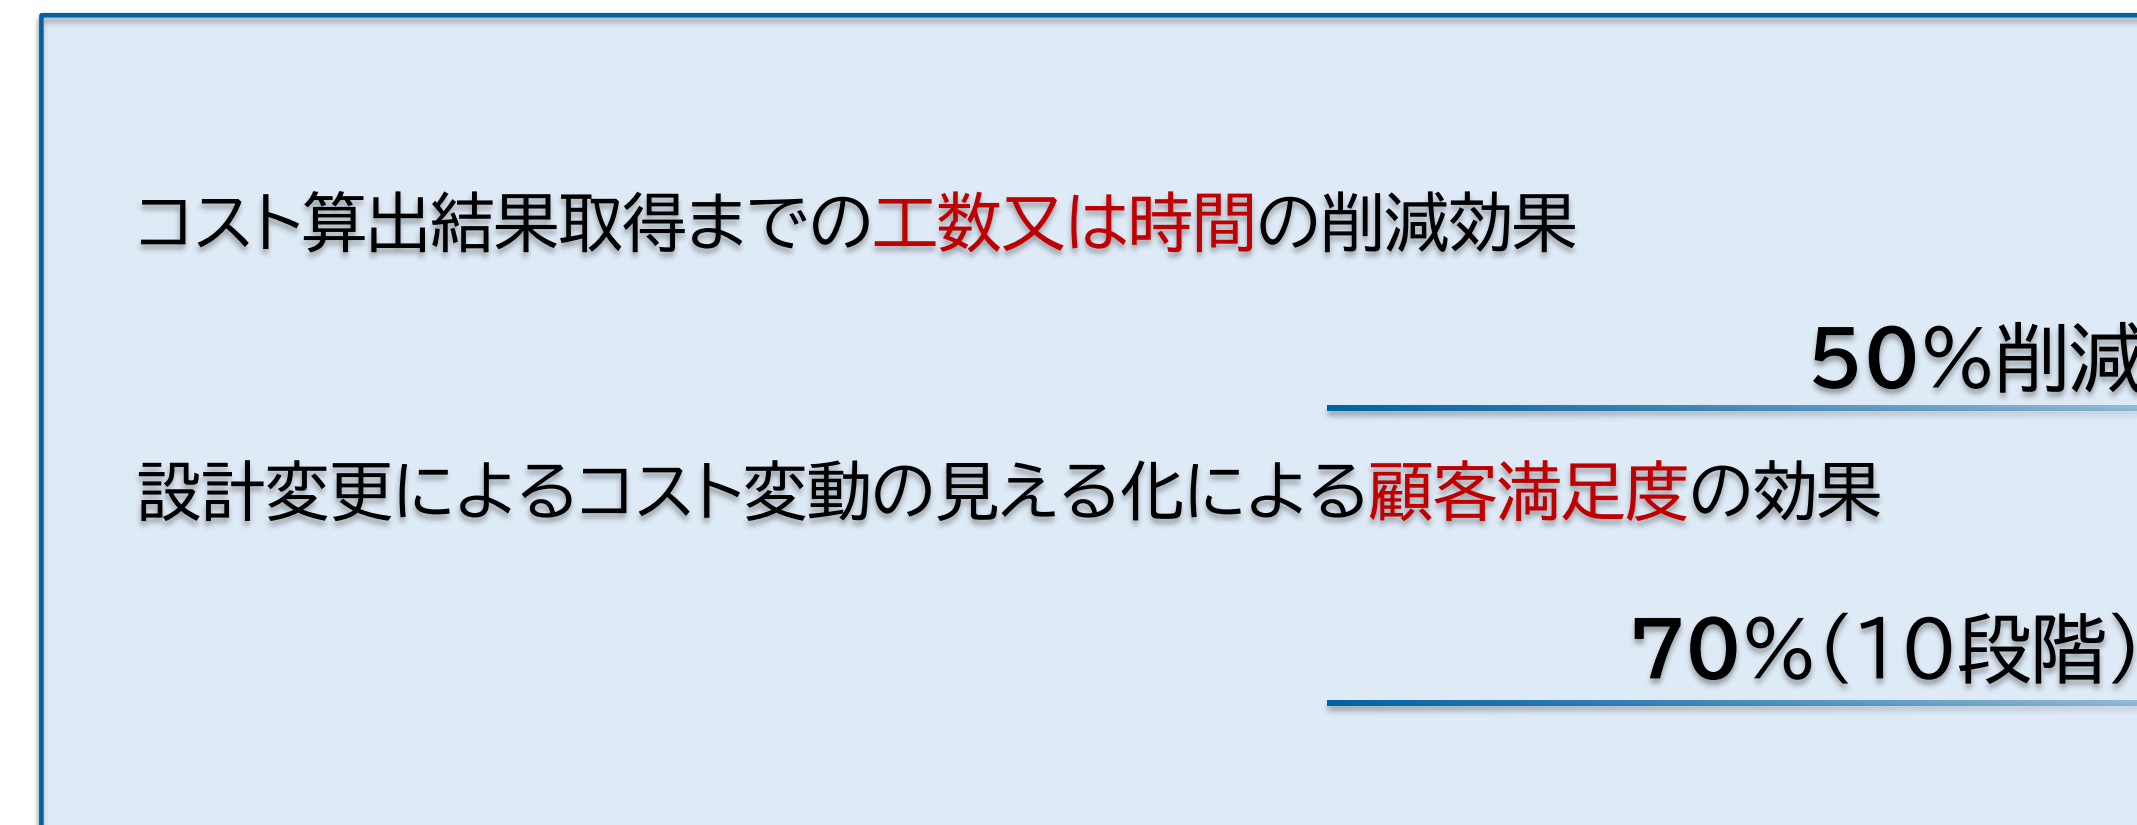 コスト算出結果取得までの工数又は時間の削減効果
50%削減
設計変更によるコスト変動の見える化による顧客満足度の効果
70%（10段階）